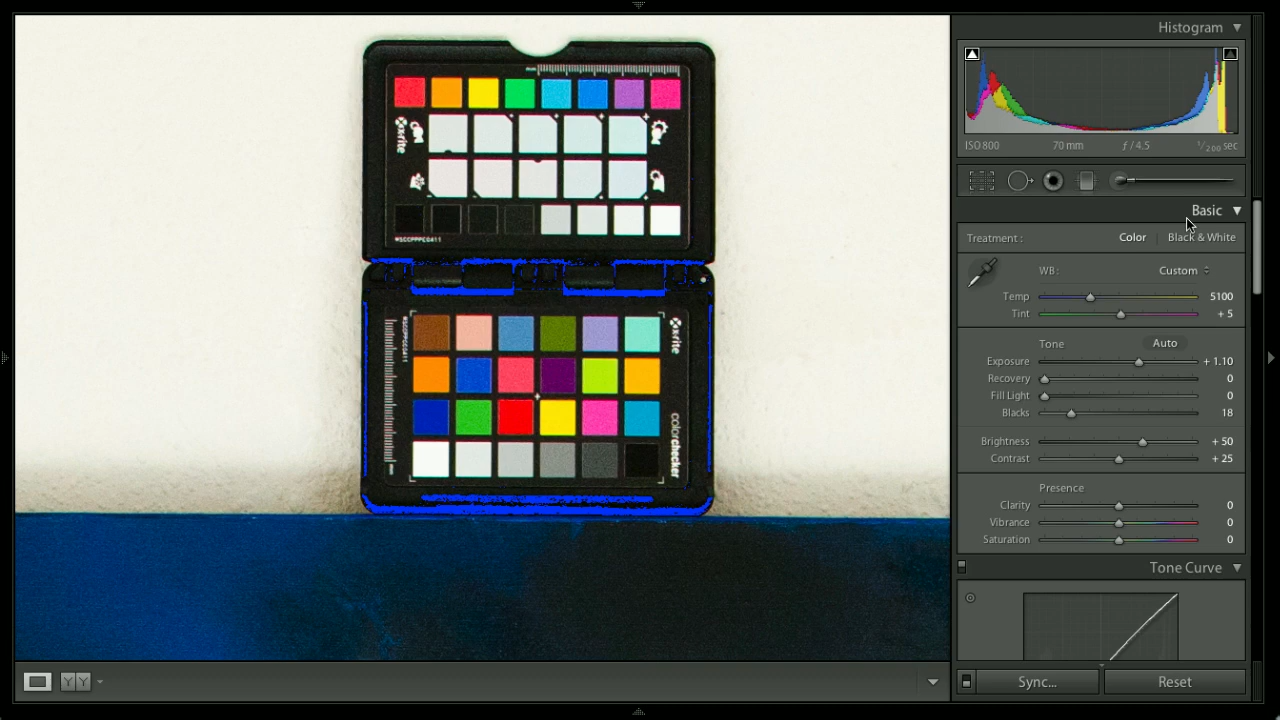 Histogram
ISO 800 70 mm ƒ / 4.5 1/200 sec
Basic
Treatment : Color Black & White
WB: Custom
Temp 5100
Tint + 5
Tone Auto
Exposure + 1.10
Recovery 0
Fill Light 0
Blacks 18
Brightness + 50
Contrast + 25
Presence
Clarity 0
Vibrance 0
Saturation 0
Tone Curve
Sync... Reset
YY
mm
x·rite
x·rite
colorchecker